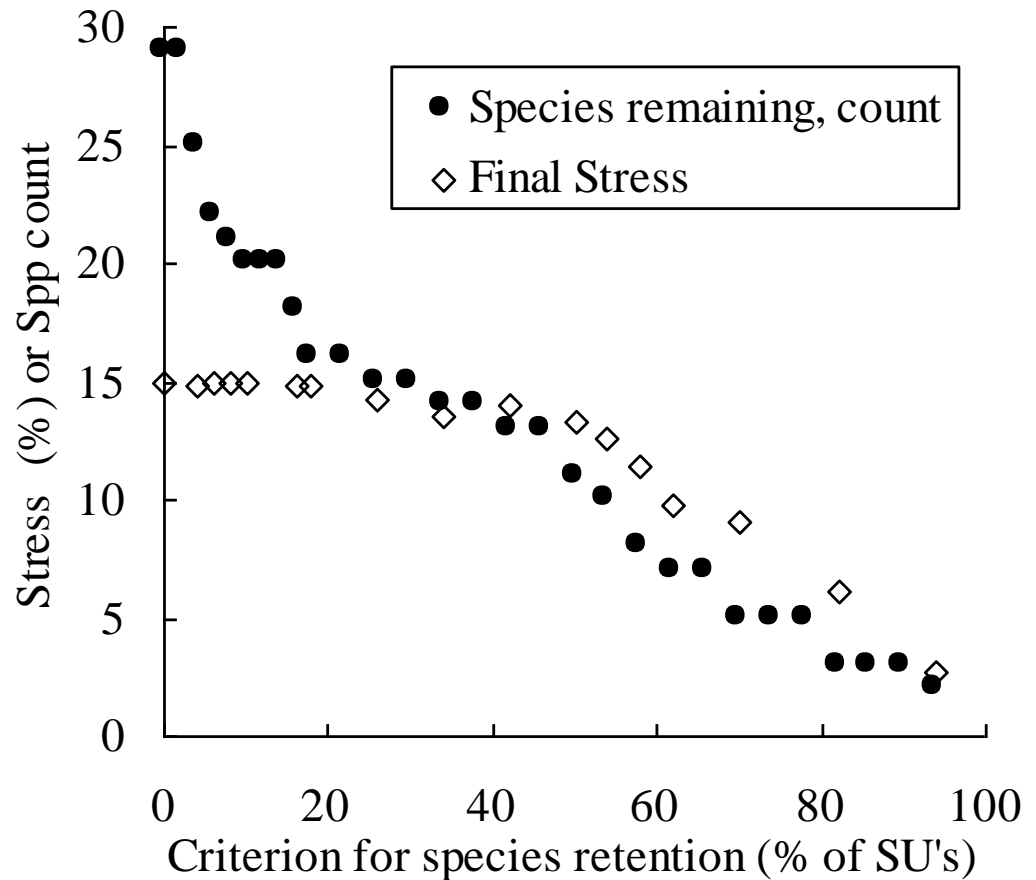 30
25
20
15
10
5
0
Stress (%) or Spp count
Species remaining, count
Final Stress
0 20 40 60 80 100
Criterion for species retention (% of SU's)